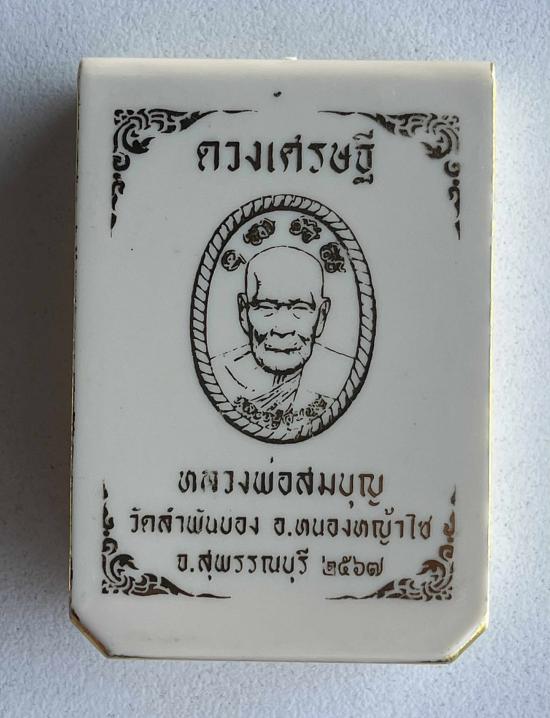 ดวงเศรษฐี
หลวงพ่อสมบุญ
วัดลำพันบอง อ.หนองหญ้าไซ
จ.สุพรรณบุรี ๒๕๖๗